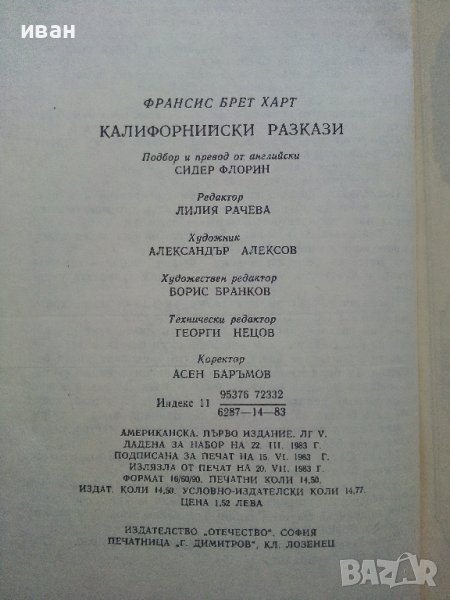 иван
ФРАНСИС БРЕТ ХАРТ
КАЛИФОРНИЙСКИ РАЗКАЗИ
Подбор и превод от английски
СИДЕР ФЛОРИН
Редактор
ЛИЛИЯ РАЧЕВА
Художник
АЛЕКСАНДЪР АЛЕКСОВ
Художествен редактор
БОРИС БРАНКОВ
Технически редактор
ГЕОРГИ НЕЦОВ
Коректор
АСЕН БАРЪМОВ
Индекс 11 95376 72332
6287—14—83
АМЕРИКАНСКА. ПЪРВО ИЗДАНИЕ. ЛГ V.
ДАДЕНА ЗА НАБОР НА 22. III. 1983 Г.
ПОДПИСАНА ЗА ПЕЧАТ НА 15. VI. 1983 Г.
ИЗЛЯЗЛА ОТ ПЕЧАТ НА 20. VII. 1983 Г.
ФОРМАТ 16/60/90. ПЕЧАТНИ КОЛИ 14,50.
ИЗДАТ. КОЛИ 14,50. УСЛОВНО-ИЗДАТЕЛСКИ КОЛИ 14,77.
ЦЕНА 1,52 ЛЕВА
ИЗДАТЕЛСТВО „ОТЕЧЕСТВО“. СОФИЯ
ПЕЧАТНИЦА „Г. ДИМИТРОВ“, КЛ. ЛОЗЕНЕЦ
BAZAR